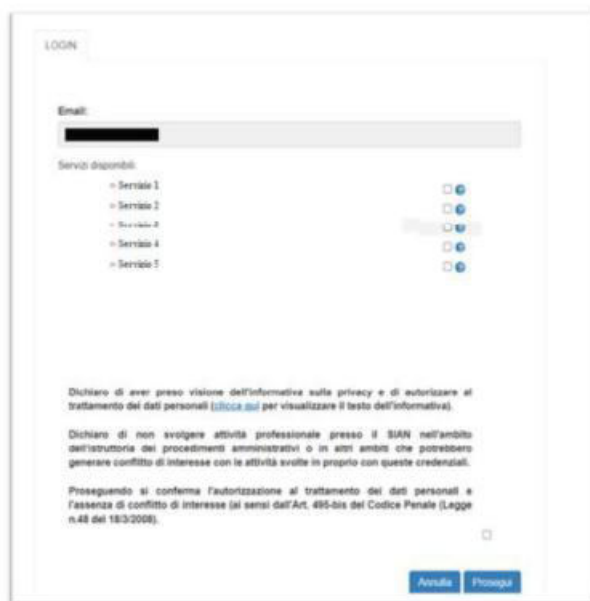 LOGIN
Email:
Servizi disponibili:
» Servizio 1
» Servizio 2
» Servizio
» Servizio 4
» Servizio 5
Dichiaro di aver preso visione dell'informativa sulla privacy e di autorizzare al
trattamento dei dati personali (clicca qui per visualizzare il testo dell'informativa).
Dichiaro di non svolgere attività professionale presso il SIAN nell'ambito
dell'istruttoria dei procedimenti amministrativi o in altri ambiti che potrebbero
generare conflitto di interesse con le attività svolte in proprio con queste credenziali.
Proseguendo si conferma l'autorizzazione al trattamento dei dati personali e
l'assenza di conflitto di interesse (ai sensi dall'Art. 495-bis del Codice Penale (Legge
n.48 del 18/3/2008).
Annulla Prosegui